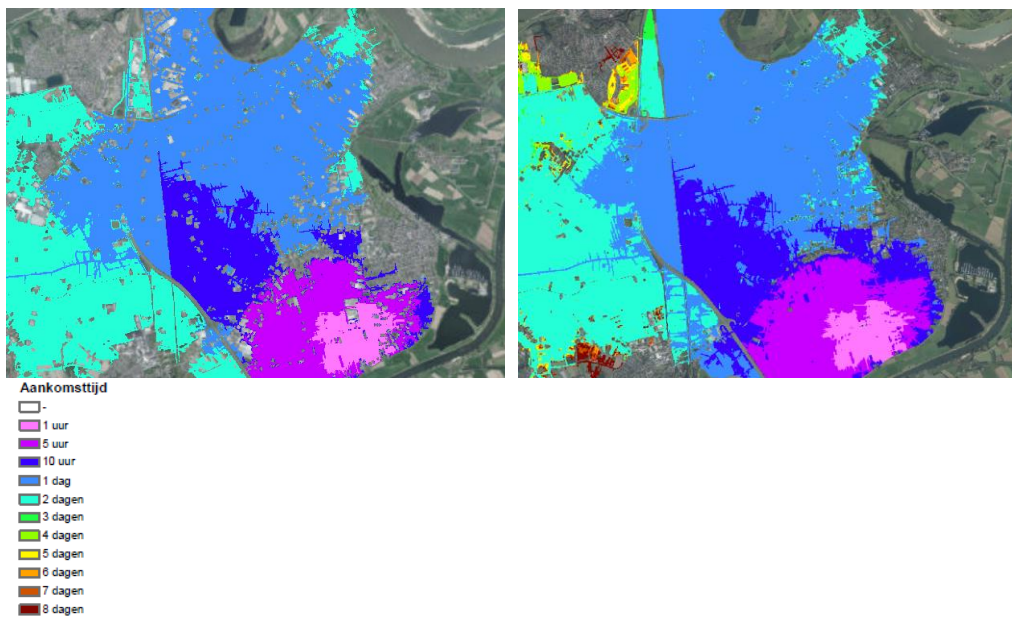 Aankomsttijd
-
1 uur
5 uur
10 uur
1 dag
2 dagen
3 dagen
4 dagen
5 dagen
6 dagen
7 dagen
8 dagen